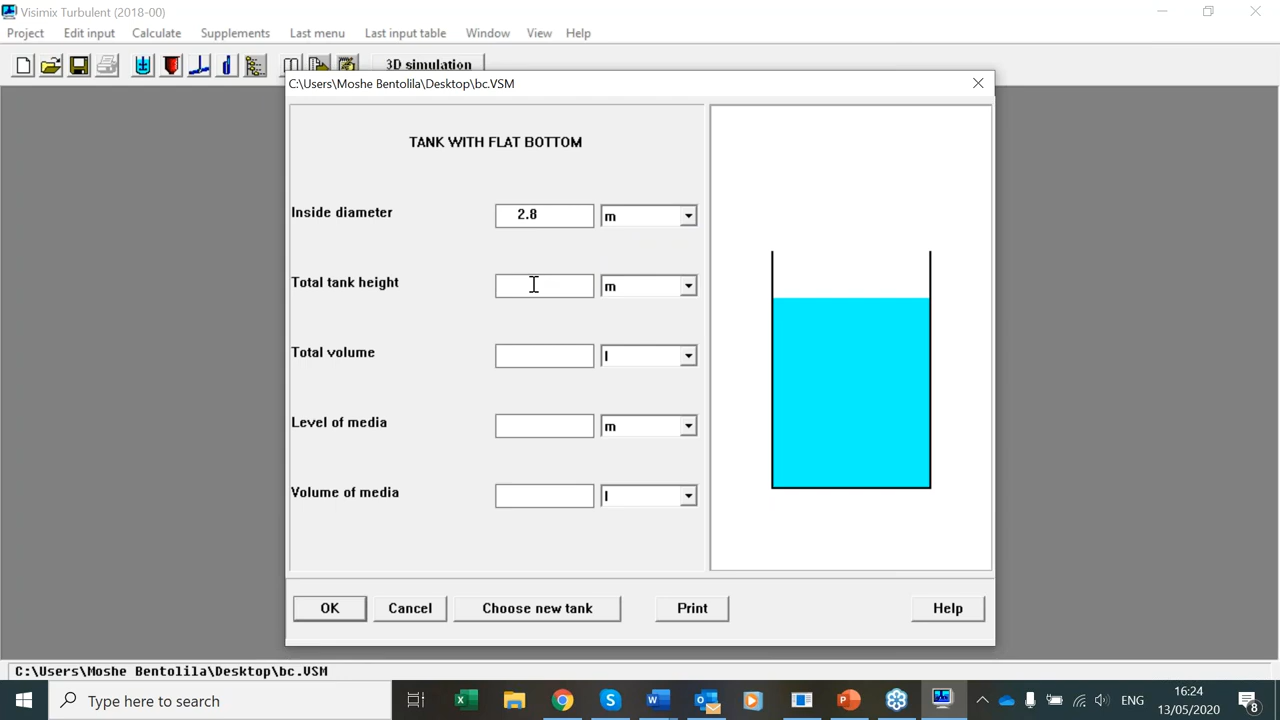 Visimix Turbulent (2018-00)
Project Edit input Calculate Supplements Last menu Last input table Window View Help
3D simulation
C:\Users\Moshe Bentolila\Desktop\bc.VSM
TANK WITH FLAT BOTTOM
Inside diameter 2.8 m
Total tank height m
Total volume l
Level of media m
Volume of media l
OK Cancel Choose new tank Print Help
C:\Users\Moshe Bentolila\Desktop\bc.VSM
Type here to search
ENG
16:24
13/05/2020
8